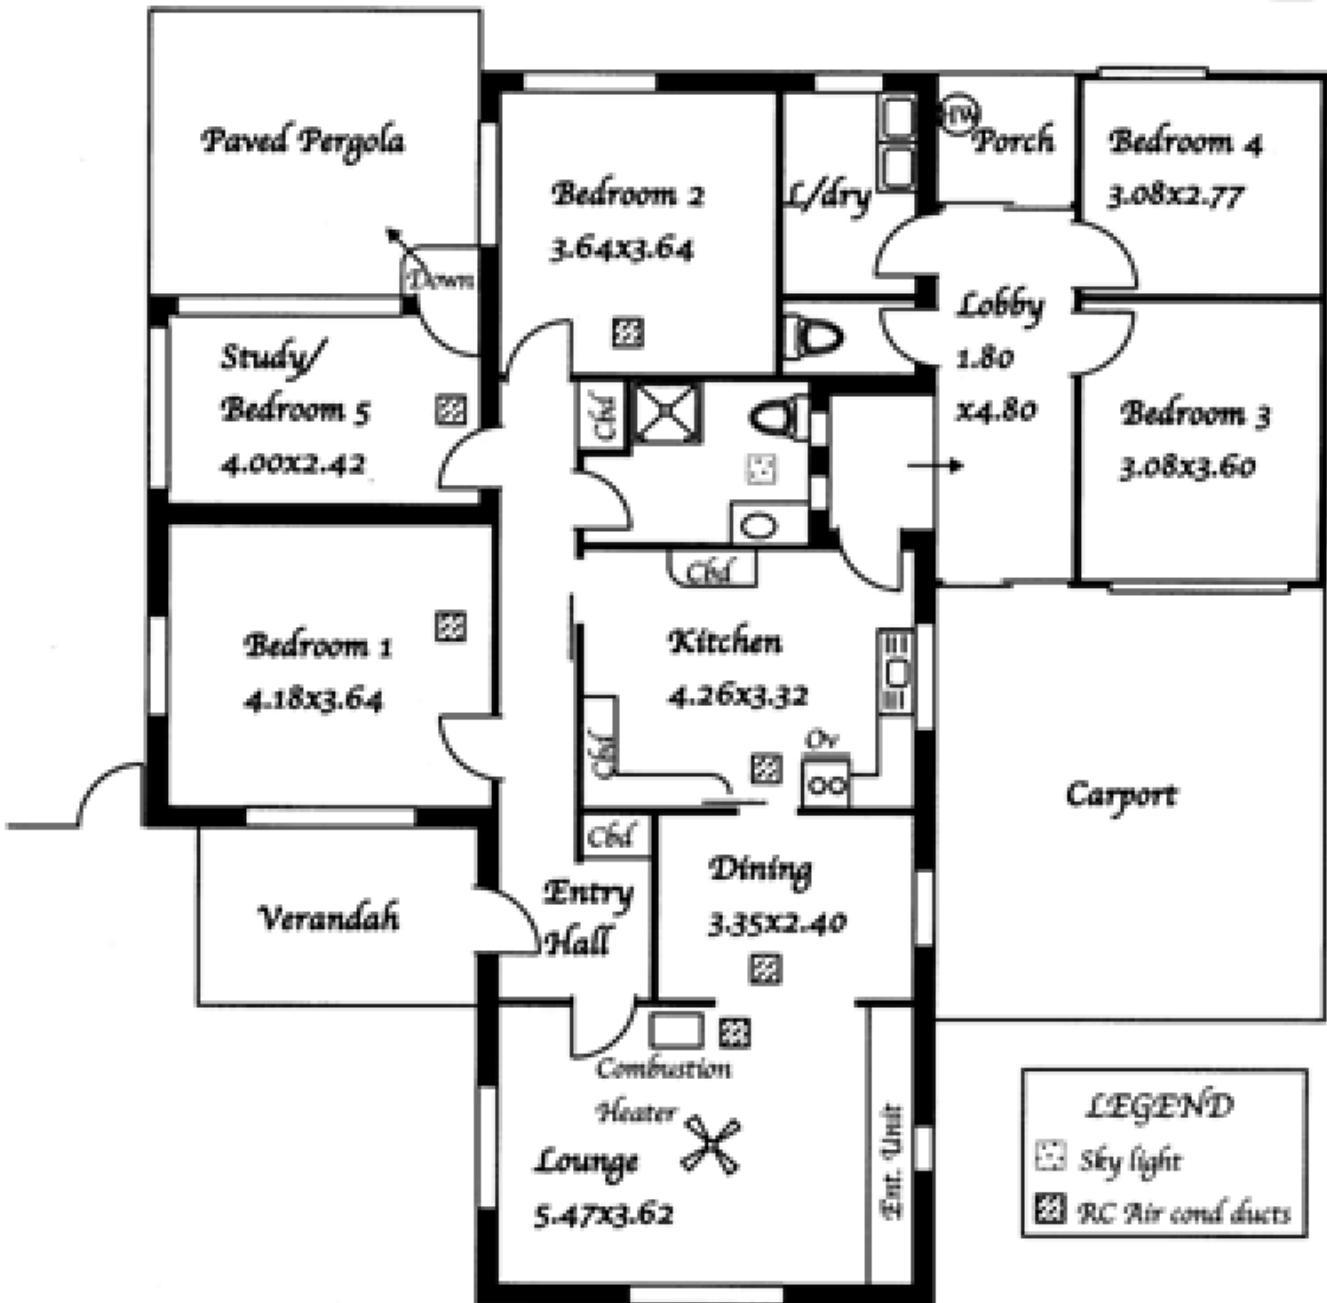 Paved Pergola
Down
Bedroom 2
3.64x3.64
L/dry
HW
Porch
Bedroom 4
3.08x2.77
Study/
Bedroom 5
4.00x2.42
Cbd
Lobby
1.80
x4.80
Bedroom 3
3.08x3.60
Bedroom 1
4.18x3.64
Cbd
Kitchen
4.26x3.32
Cbd
Ov
Carport
Cbd
Verandah
Entry
Hall
Dining
3.35x2.40
Combustion
Heater
Lounge
5.47x3.62
Ent. Unit
LEGEND
Sky light
RC Air cond ducts